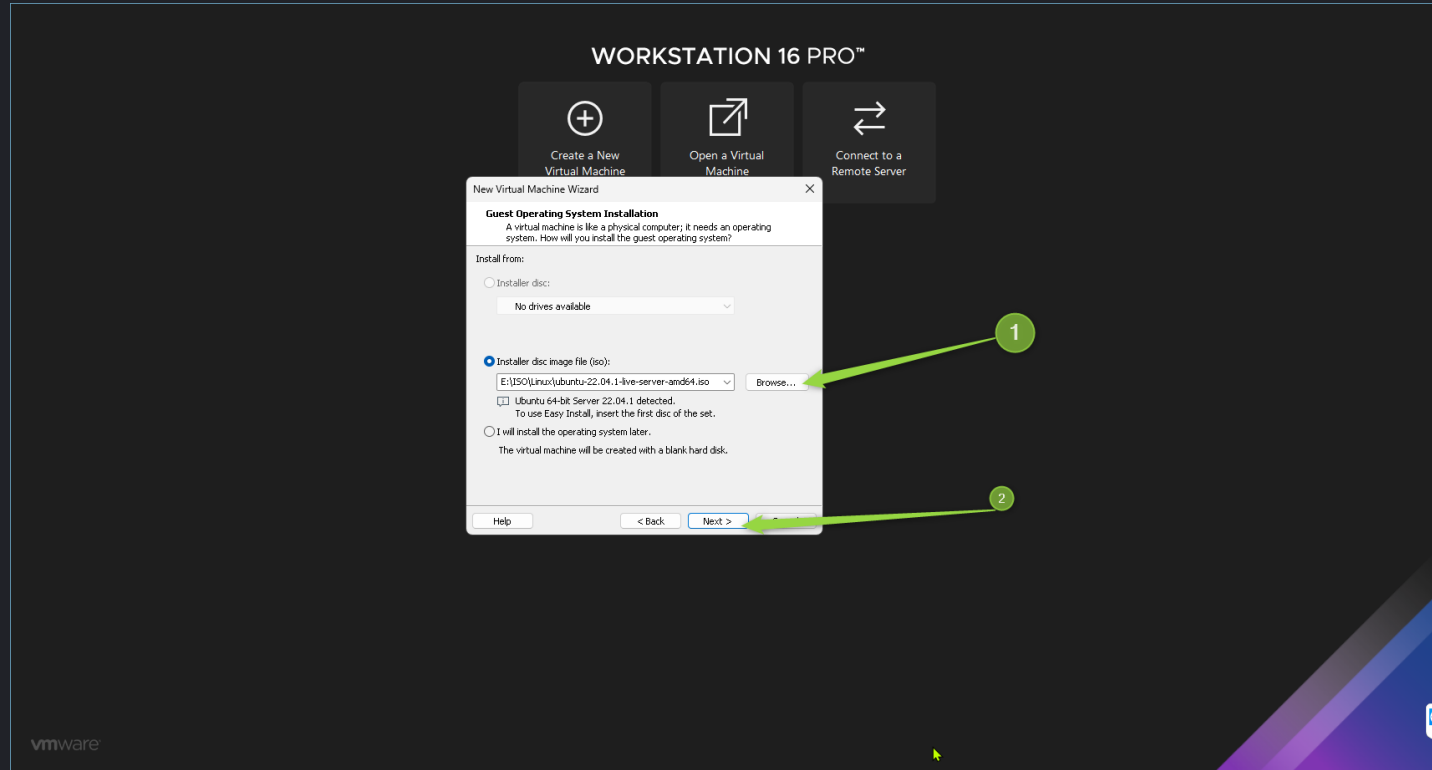 WORKSTATION 16 PRO™
Create a New
Virtual Machine
Open a Virtual
Machine
Connect to a
Remote Server
New Virtual Machine Wizard
Guest Operating System Installation
A virtual machine is like a physical computer; it needs an operating
system. How will you install the guest operating system?
Install from:
Installer disc:
No drives available
Installer disc image file (iso):
E:\ISO\Linux\ubuntu-22.04.1-live-server-amd64.iso
Browse...
1
Ubuntu 64-bit Server 22.04.1 detected.
To use Easy Install, insert the first disc of the set.
I will install the operating system later.
The virtual machine will be created with a blank hard disk.
2
Help
< Back
Next >
vmware